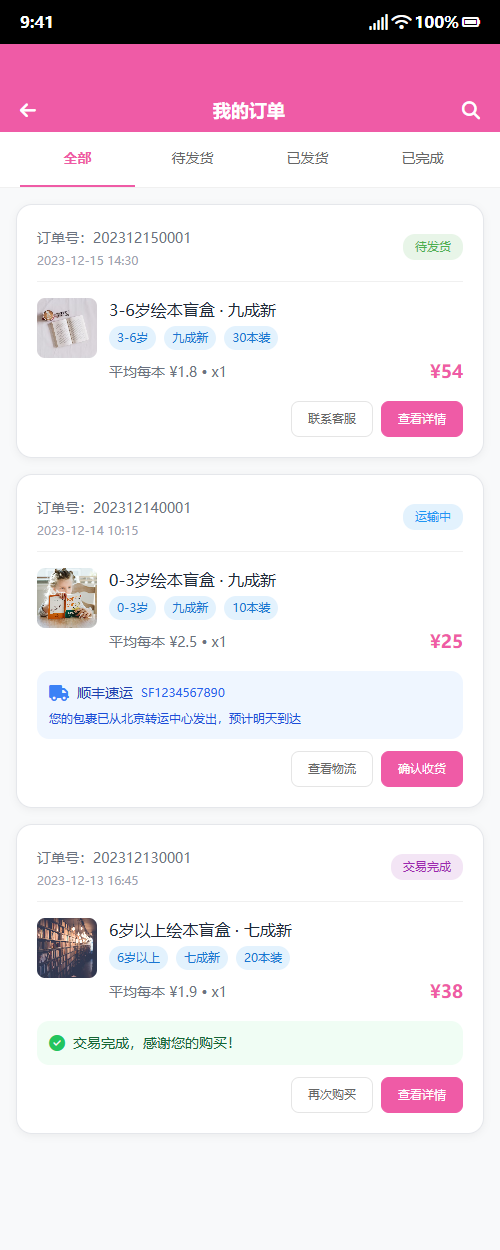 9:41 100%
我的订单
全部 待发货 已发货 已完成
订单号：202312150001
2023-12-15 14:30
待发货
3-6岁绘本盲盒 · 九成新
3-6岁 九成新 30本装
平均每本 ¥1.8 • x1 ¥54
联系客服 查看详情
订单号：202312140001
2023-12-14 10:15
运输中
0-3岁绘本盲盒 · 九成新
0-3岁 九成新 10本装
平均每本 ¥2.5 • x1 ¥25
顺丰速运 SF1234567890
您的包裹已从北京转运中心发出，预计明天到达
查看物流 确认收货
订单号：202312130001
2023-12-13 16:45
交易完成
6岁以上绘本盲盒 · 七成新
6岁以上 七成新 20本装
平均每本 ¥1.9 • x1 ¥38
交易完成，感谢您的购买！
再次购买 查看详情